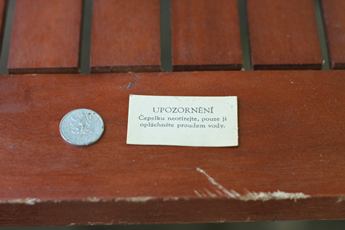 UPOZORNĚNÍ
Čepelku neotírejte, pouze ji
opláchněte proudem vody.